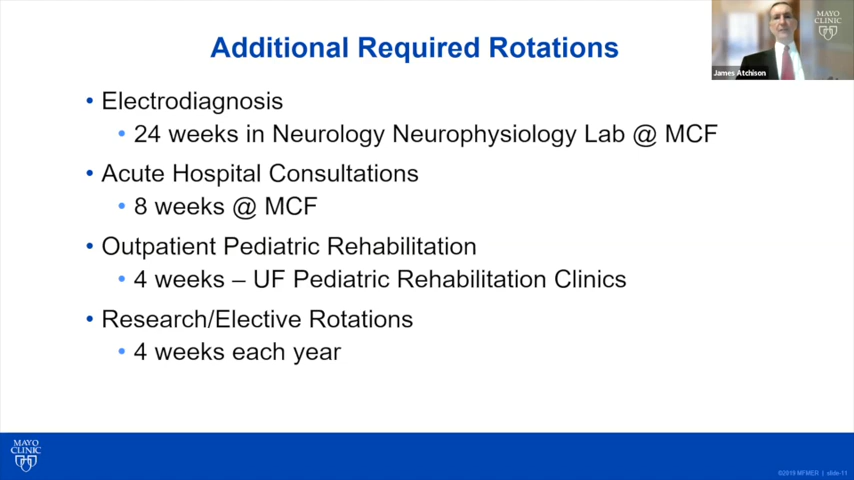 Additional Required Rotations
MAYO
CLINIC
James Atchison
• Electrodiagnosis
• 24 weeks in Neurology Neurophysiology Lab @ MCF
• Acute Hospital Consultations
• 8 weeks @ MCF
• Outpatient Pediatric Rehabilitation
• 4 weeks – UF Pediatric Rehabilitation Clinics
• Research/Elective Rotations
• 4 weeks each year
MAYO
CLINIC
©2019 MFMER | slide-11